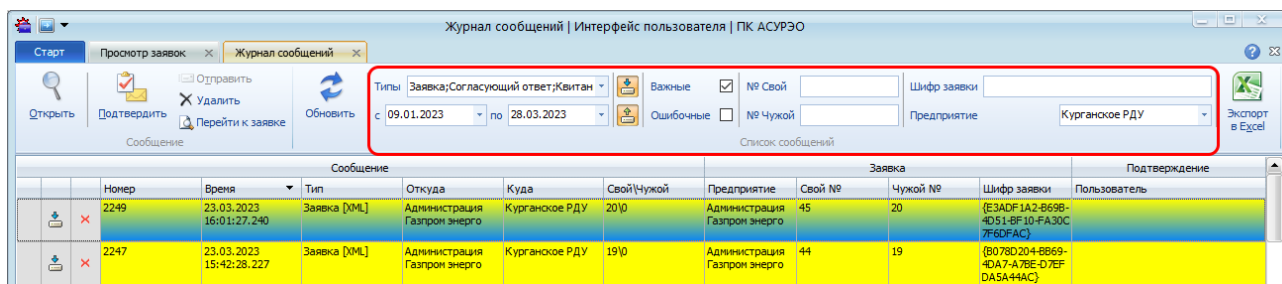 Журнал сообщений | Интерфейс пользователя | ПК АСУРЭО
Старт Просмотр заявок Журнал сообщений
Открыть Подтвердить Отправить Удалить Перейти к заявке Обновить
Сообщение
Типы Заявка;Согласующий ответ;Квитан Важные № Свой Шифр заявки
с 09.01.2023 по 28.03.2023 Ошибочные № Чужой Предприятие Курганское РДУ
Список сообщений
Экспорт
в Excel
Сообщение Заявка Подтверждение
Номер Время Тип Откуда Куда Свой\Чужой Предприятие Свой № Чужой № Шифр заявки Пользователь
2249 23.03.2023 Заявка [XML] Администрация Курганское РДУ 20\0 Администрация 45 20 {E3ADF1A2-B69B-
16:01:27.240 Газпром энерго Газпром энерго 4D51-BF10-FA30C
7F6DFAC}
2247 23.03.2023 Заявка [XML] Администрация Курганское РДУ 19\0 Администрация 44 19 {B078D204-BB69-
15:42:28.227 Газпром энерго Газпром энерго 4DA7-A7BE-D7EF
DA5A44AC}